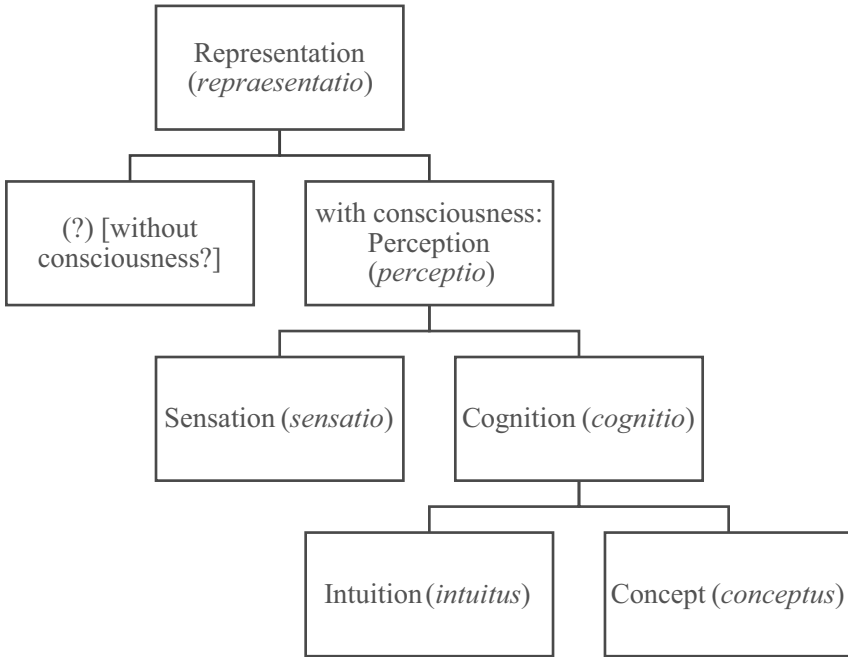 Representation
(repraesentatio)
(?) [without
consciousness?]
with consciousness:
Perception
(perceptio)
Sensation (sensatio)
Cognition (cognitio)
Intuition (intuitus)
Concept (conceptus)